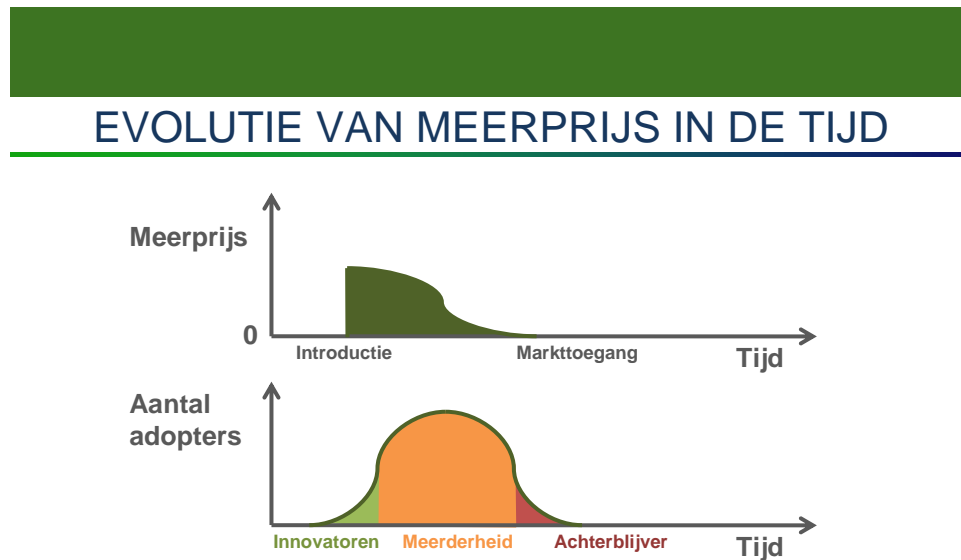 EVOLUTIE VAN MEERPRIJS IN DE TIJD
Meerprijs
0
Introductie
Markttoegang
Tijd
Aantal
adopters
Innovatoren
Meerderheid
Achterblijver
Tijd